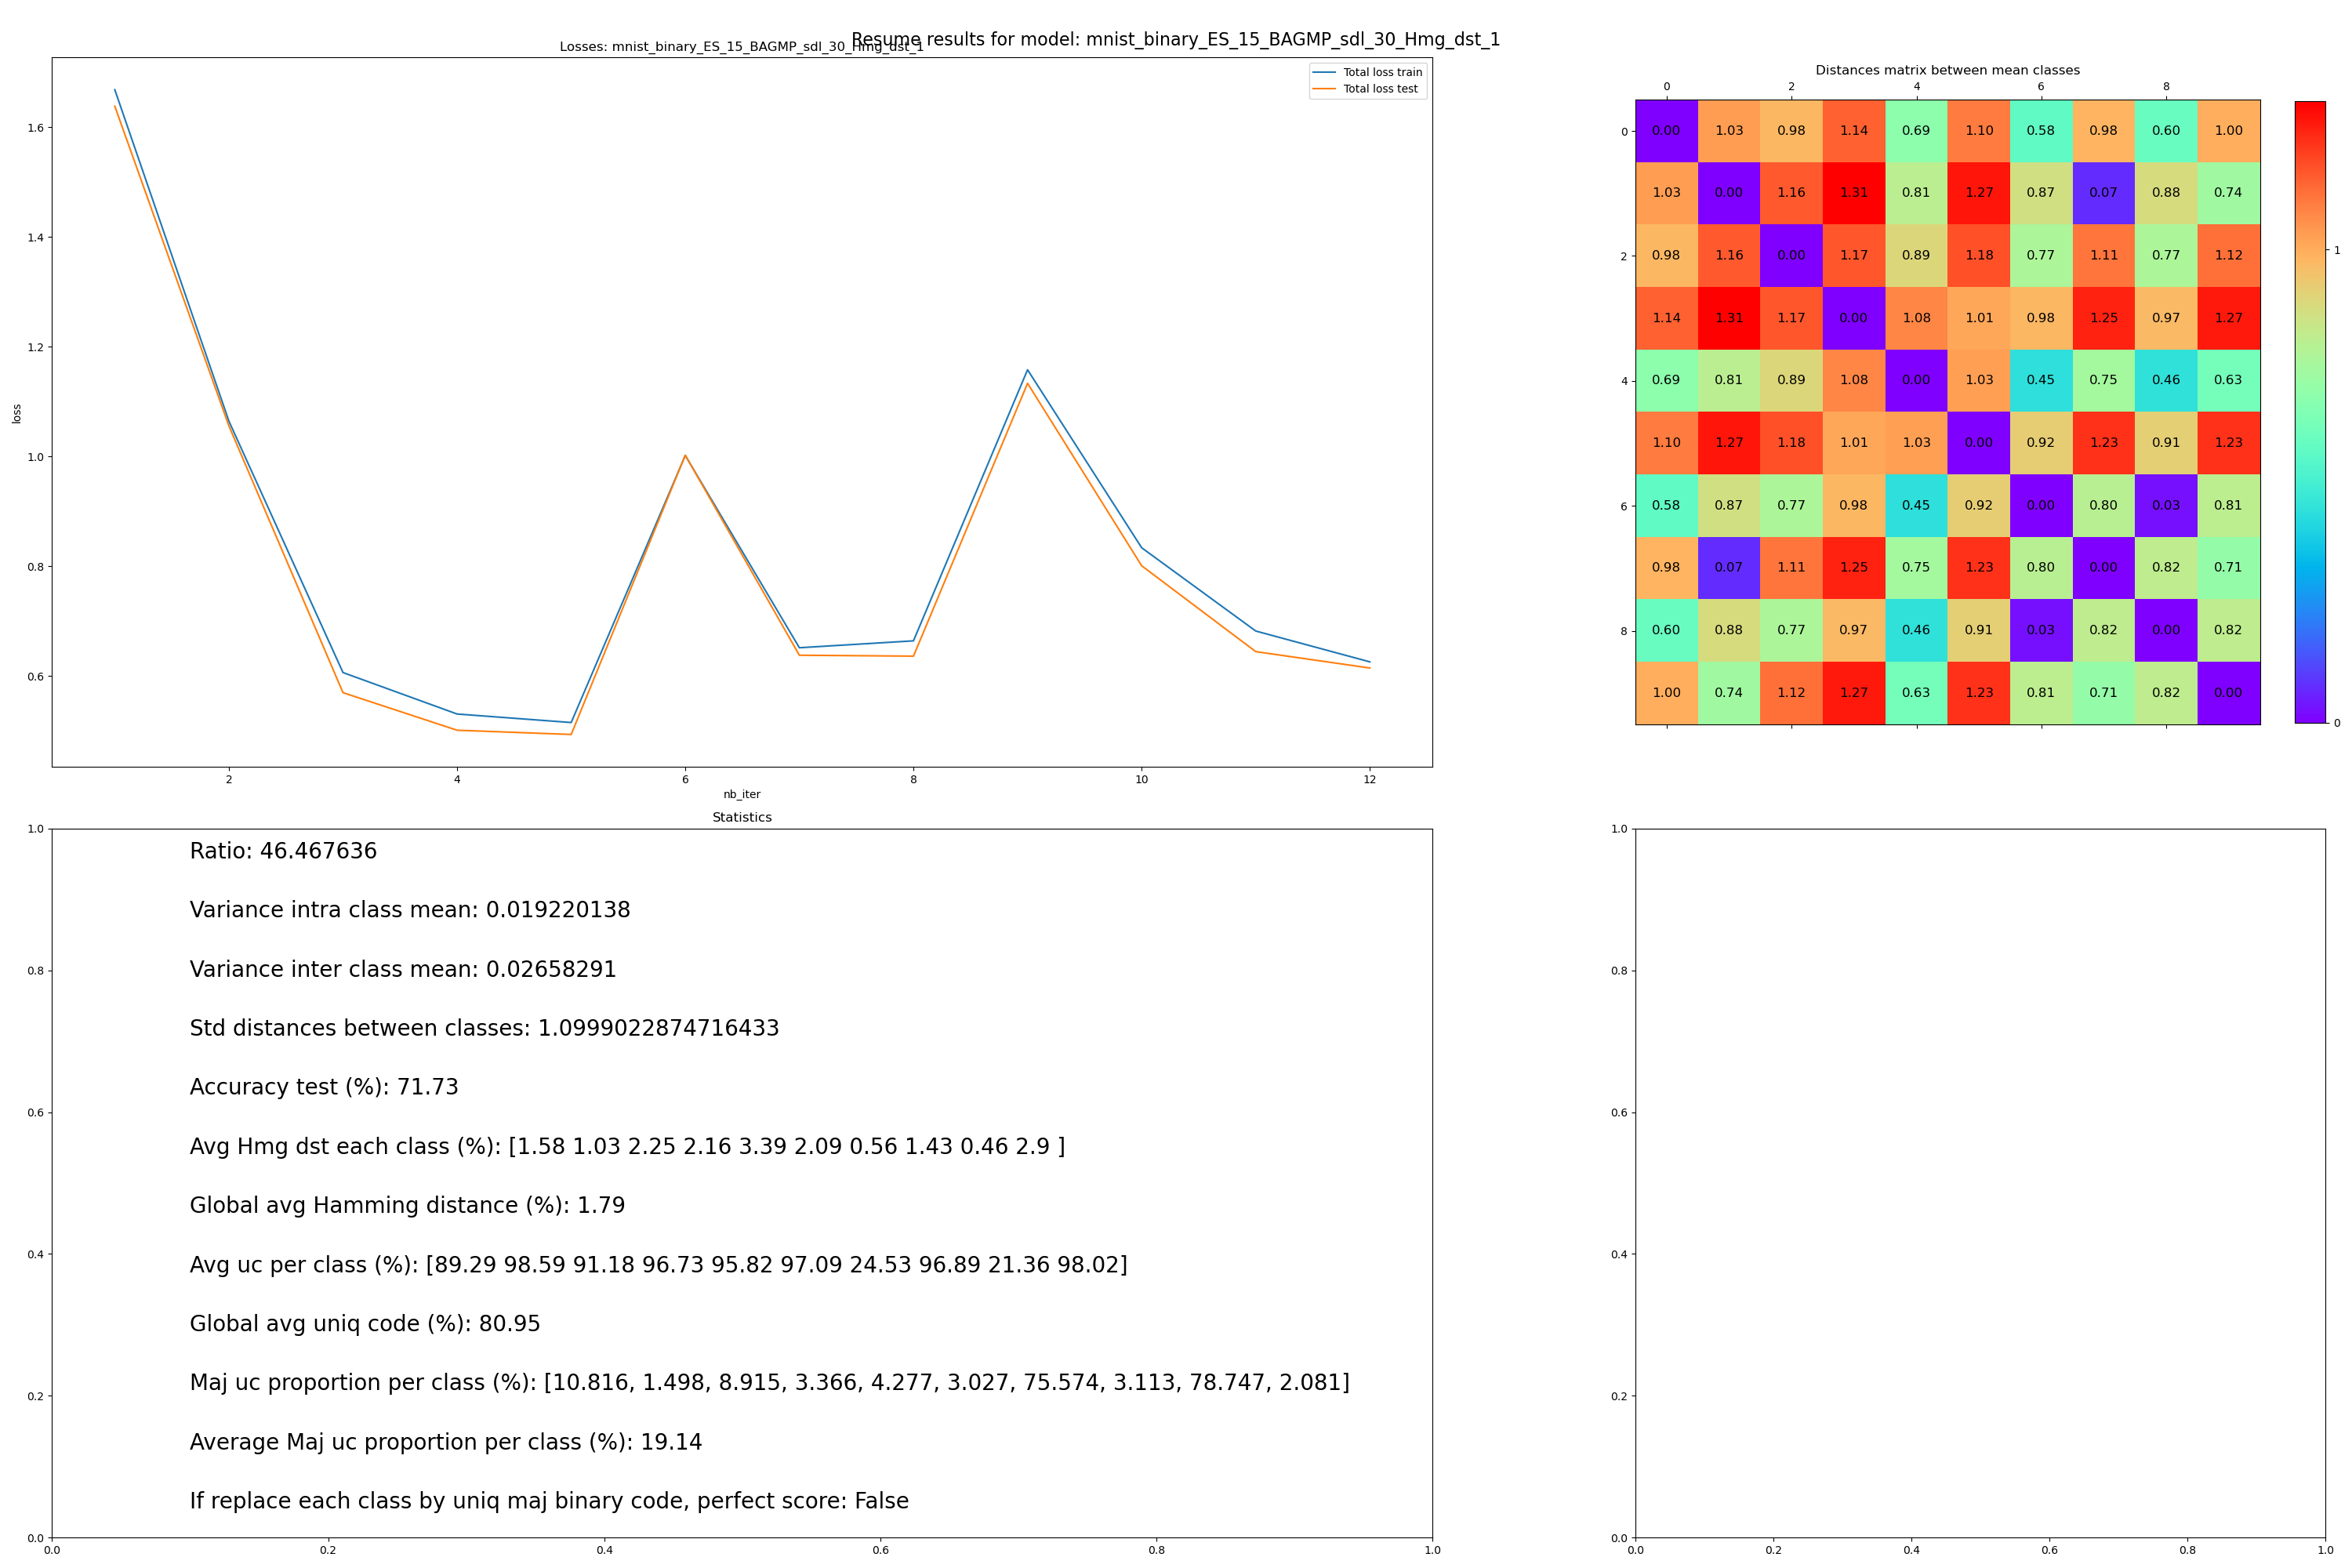 Resume results for model: mnist_binary_ES_15_BAGMP_sdl_30_Hmg_dst_1
Losses: mnist_binary_ES_15_BAGMP_sdl_30_Hmg_dst_1
Total loss train
Total loss test
1.6
1.4
1.2
1.0
0.8
0.6
loss
2 4 6 8 10 12
nb_iter
Distances matrix between mean classes
0 2 4 6 8
0 0.00 1.03 0.98 1.14 0.69 1.10 0.58 0.98 0.60 1.00
1.03 0.00 1.16 1.31 0.81 1.27 0.87 0.07 0.88 0.74
2 0.98 1.16 0.00 1.17 0.89 1.18 0.77 1.11 0.77 1.12
1.14 1.31 1.17 0.00 1.08 1.01 0.98 1.25 0.97 1.27
4 0.69 0.81 0.89 1.08 0.00 1.03 0.45 0.75 0.46 0.63
1.10 1.27 1.18 1.01 1.03 0.00 0.92 1.23 0.91 1.23
6 0.58 0.87 0.77 0.98 0.45 0.92 0.00 0.80 0.03 0.81
0.98 0.07 1.11 1.25 0.75 1.23 0.80 0.00 0.82 0.71
8 0.60 0.88 0.77 0.97 0.46 0.91 0.03 0.82 0.00 0.82
1.00 0.74 1.12 1.27 0.63 1.23 0.81 0.71 0.82 0.00
1
0
Statistics
Ratio: 46.467636
Variance intra class mean: 0.019220138
Variance inter class mean: 0.02658291
Std distances between classes: 1.0999022874716433
Accuracy test (%): 71.73
Avg Hmg dst each class (%): [1.58 1.03 2.25 2.16 3.39 2.09 0.56 1.43 0.46 2.9 ]
Global avg Hamming distance (%): 1.79
Avg uc per class (%): [89.29 98.59 91.18 96.73 95.82 97.09 24.53 96.89 21.36 98.02]
Global avg uniq code (%): 80.95
Maj uc proportion per class (%): [10.816, 1.498, 8.915, 3.366, 4.277, 3.027, 75.574, 3.113, 78.747, 2.081]
Average Maj uc proportion per class (%): 19.14
If replace each class by uniq maj binary code, perfect score: False
1.0
0.8
0.6
0.4
0.2
0.0
0.0 0.2 0.4 0.6 0.8 1.0
1.0
0.8
0.6
0.4
0.2
0.0
0.0 0.2 0.4 0.6 0.8 1.0